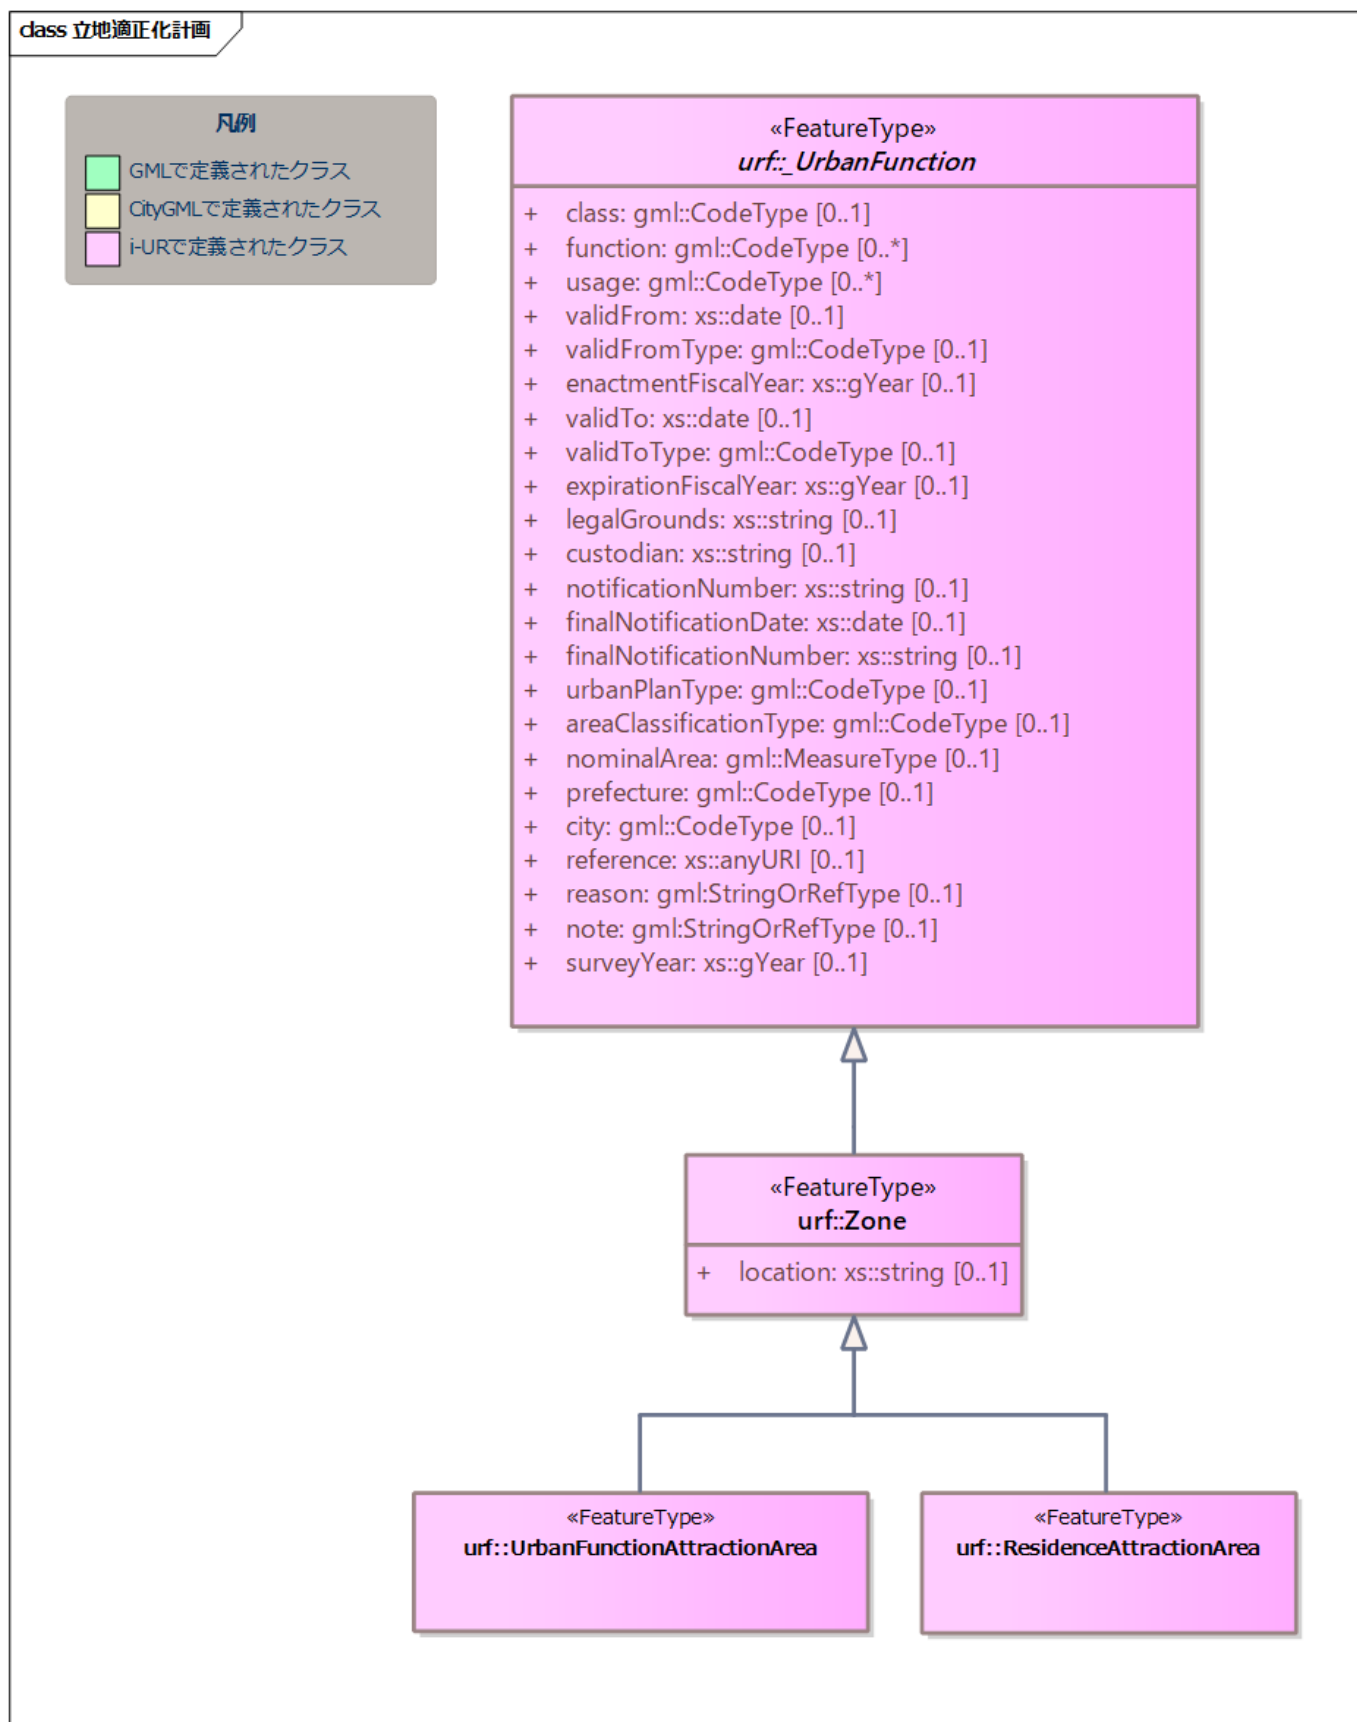 class 立地適正化計画
凡例
GMLで定義されたクラス
CityGMLで定義されたクラス
i-URで定義されたクラス
«FeatureType»
urf::_UrbanFunction
+ class: gml::CodeType [0..1]
+ function: gml::CodeType [0..*]
+ usage: gml::CodeType [0..*]
+ validFrom: xs::date [0..1]
+ validFromType: gml::CodeType [0..1]
+ enactmentFiscalYear: xs::gYear [0..1]
+ validTo: xs::date [0..1]
+ validToType: gml::CodeType [0..1]
+ expirationFiscalYear: xs::gYear [0..1]
+ legalGrounds: xs::string [0..1]
+ custodian: xs::string [0..1]
+ notificationNumber: xs::string [0..1]
+ finalNotificationDate: xs::date [0..1]
+ finalNotificationNumber: xs::string [0..1]
+ urbanPlanType: gml::CodeType [0..1]
+ areaClassificationType: gml::CodeType [0..1]
+ nominalArea: gml::MeasureType [0..1]
+ prefecture: gml::CodeType [0..1]
+ city: gml::CodeType [0..1]
+ reference: xs::anyURI [0..1]
+ reason: gml:StringOrRefType [0..1]
+ note: gml:StringOrRefType [0..1]
+ surveyYear: xs::gYear [0..1]
«FeatureType»
urf::Zone
+ location: xs::string [0..1]
«FeatureType»
urf::UrbanFunctionAttractionArea
«FeatureType»
urf::ResidenceAttractionArea